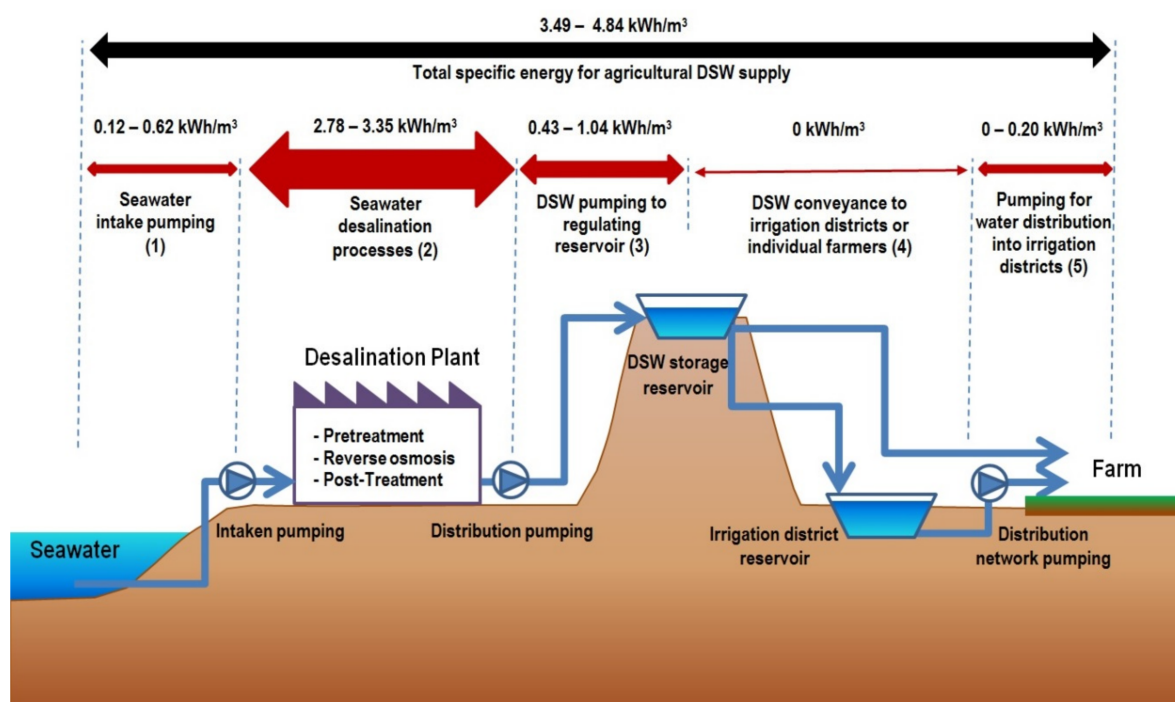 3.49 – 4.84 kWh/m³
Total specific energy for agricultural DSW supply
0.12 – 0.62 kWh/m³
2.78 – 3.35 kWh/m³
0.43 – 1.04 kWh/m³
0 kWh/m³
0 – 0.20 kWh/m³
Seawater
intake pumping
(1)
Seawater
desalination
processes (2)
DSW pumping to
regulating
reservoir (3)
DSW conveyance to
irrigation districts or
individual farmers (4)
Pumping for
water distribution
into irrigation
districts (5)
Desalination Plant
- Pretreatment
- Reverse osmosis
- Post-Treatment
DSW storage
reservoir
Farm
Seawater
Intaken pumping
Distribution pumping
Irrigation district
reservoir
Distribution
network pumping